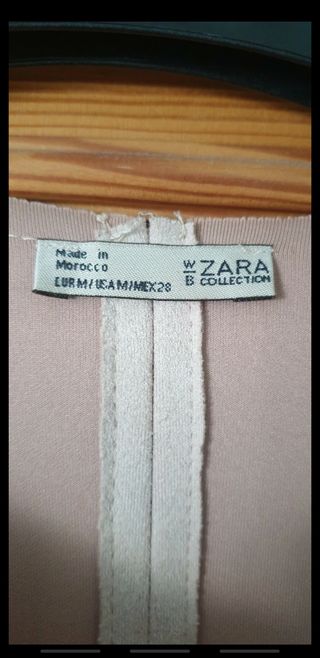 Made in
Morocco
EUR M / USA M / MEX 28
W
B
ZARA
COLLECTION